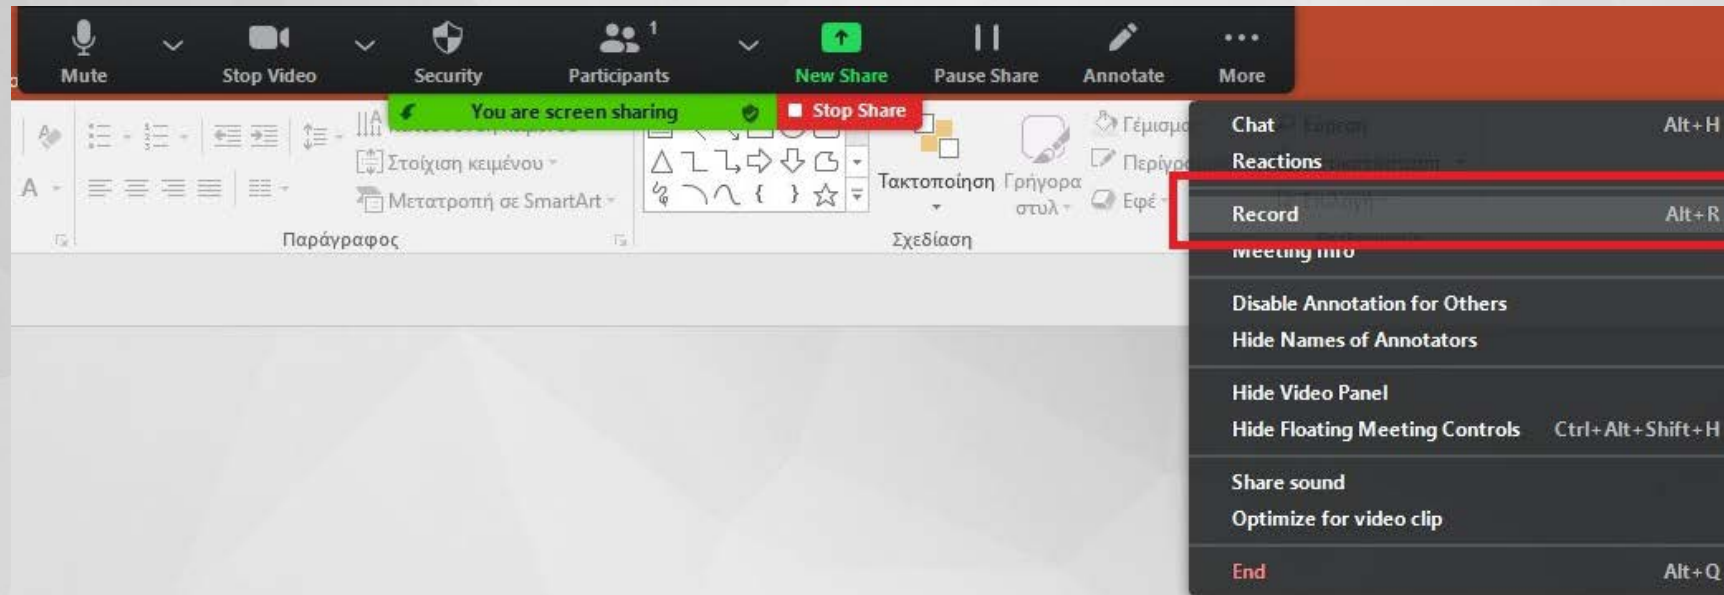 Mute Stop Video Security Participants 1 New Share Pause Share Annotate More
You are screen sharing Stop Share
Στοίχιση κειμένου
Μετατροπή σε SmartArt
Παράγραφος
Τακτοποίηση Γρήγορα
στυλ
Σχεδίαση
Γέμισμα
Εφέ
Chat Alt+H
Reactions
Record Alt+R
Meeting Info
Disable Annotation for Others
Hide Names of Annotators
Hide Video Panel
Hide Floating Meeting Controls Ctrl+Alt+Shift+H
Share sound
Optimize for video clip
End Alt+Q